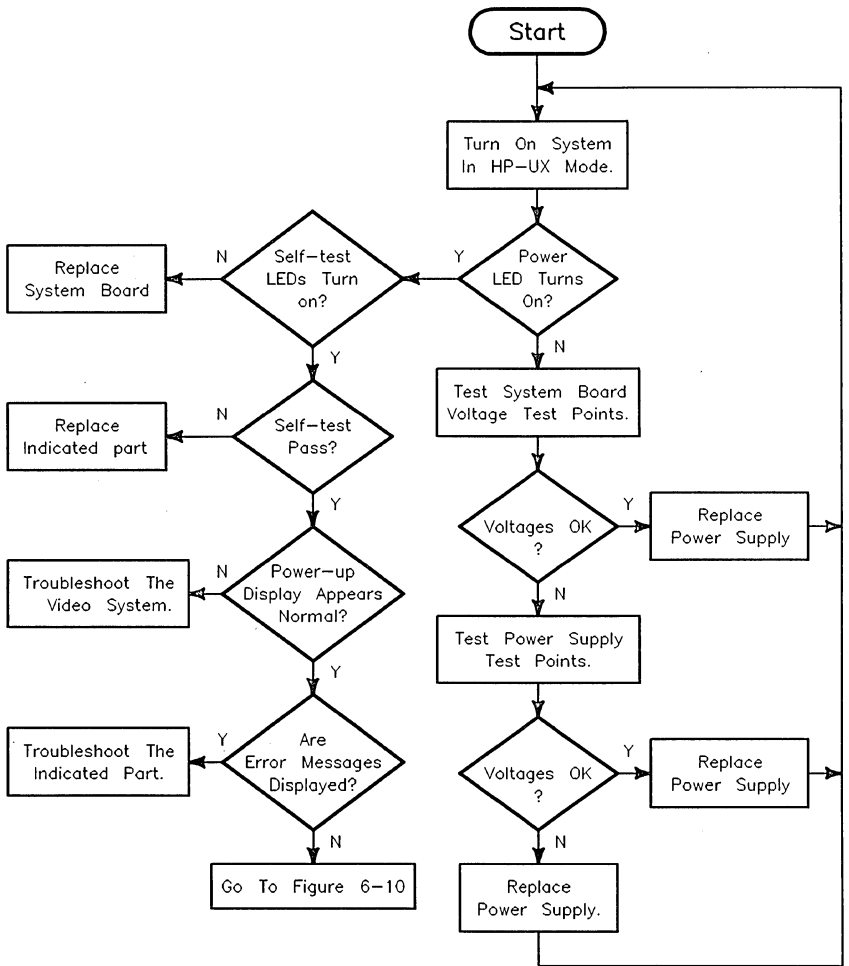 Start
Turn On System
In HP-UX Mode.
Power
LED Turns
On?
Y
N
Self-test
LEDs Turn
on?
N
Y
Replace
System Board
Self-test
Pass?
N
Y
Replace
Indicated part
Power-up
Display Appears
Normal?
N
Y
Troubleshoot The
Video System.
Are
Error Messages
Displayed?
Y
N
Troubleshoot The
Indicated Part.
Go To Figure 6-10
Test System Board
Voltage Test Points.
Voltages OK
?
Y
N
Replace
Power Supply
Test Power Supply
Test Points.
Voltages OK
?
Y
N
Replace
Power Supply
Replace
Power Supply.